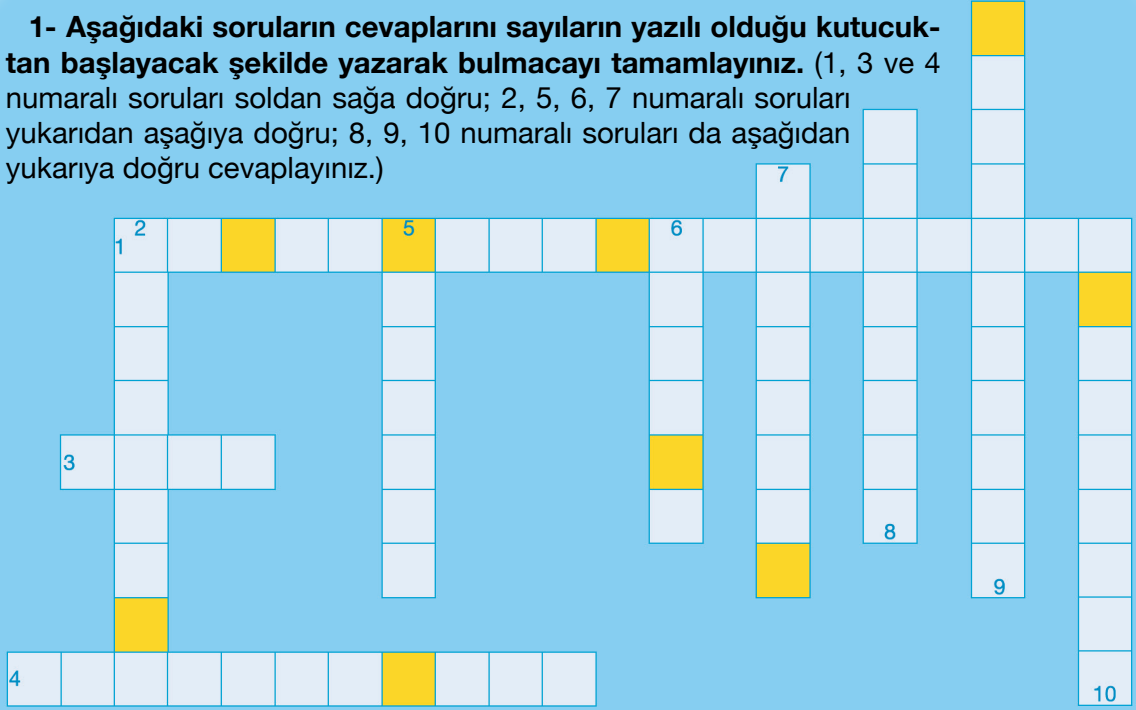 1- Aşağıdaki soruların cevaplarını sayıların yazılı olduğu kutucuk-
tan başlayacak şekilde yazarak bulmacayı tamamlayınız. (1, 3 ve 4
numaralı soruları soldan sağa doğru; 2, 5, 6, 7 numaralı soruları
yukarıdan aşağıya doğru; 8, 9, 10 numaralı soruları da aşağıdan
yukarıya doğru cevaplayınız.)
7
2
5
6
1
3
8
9
4
10